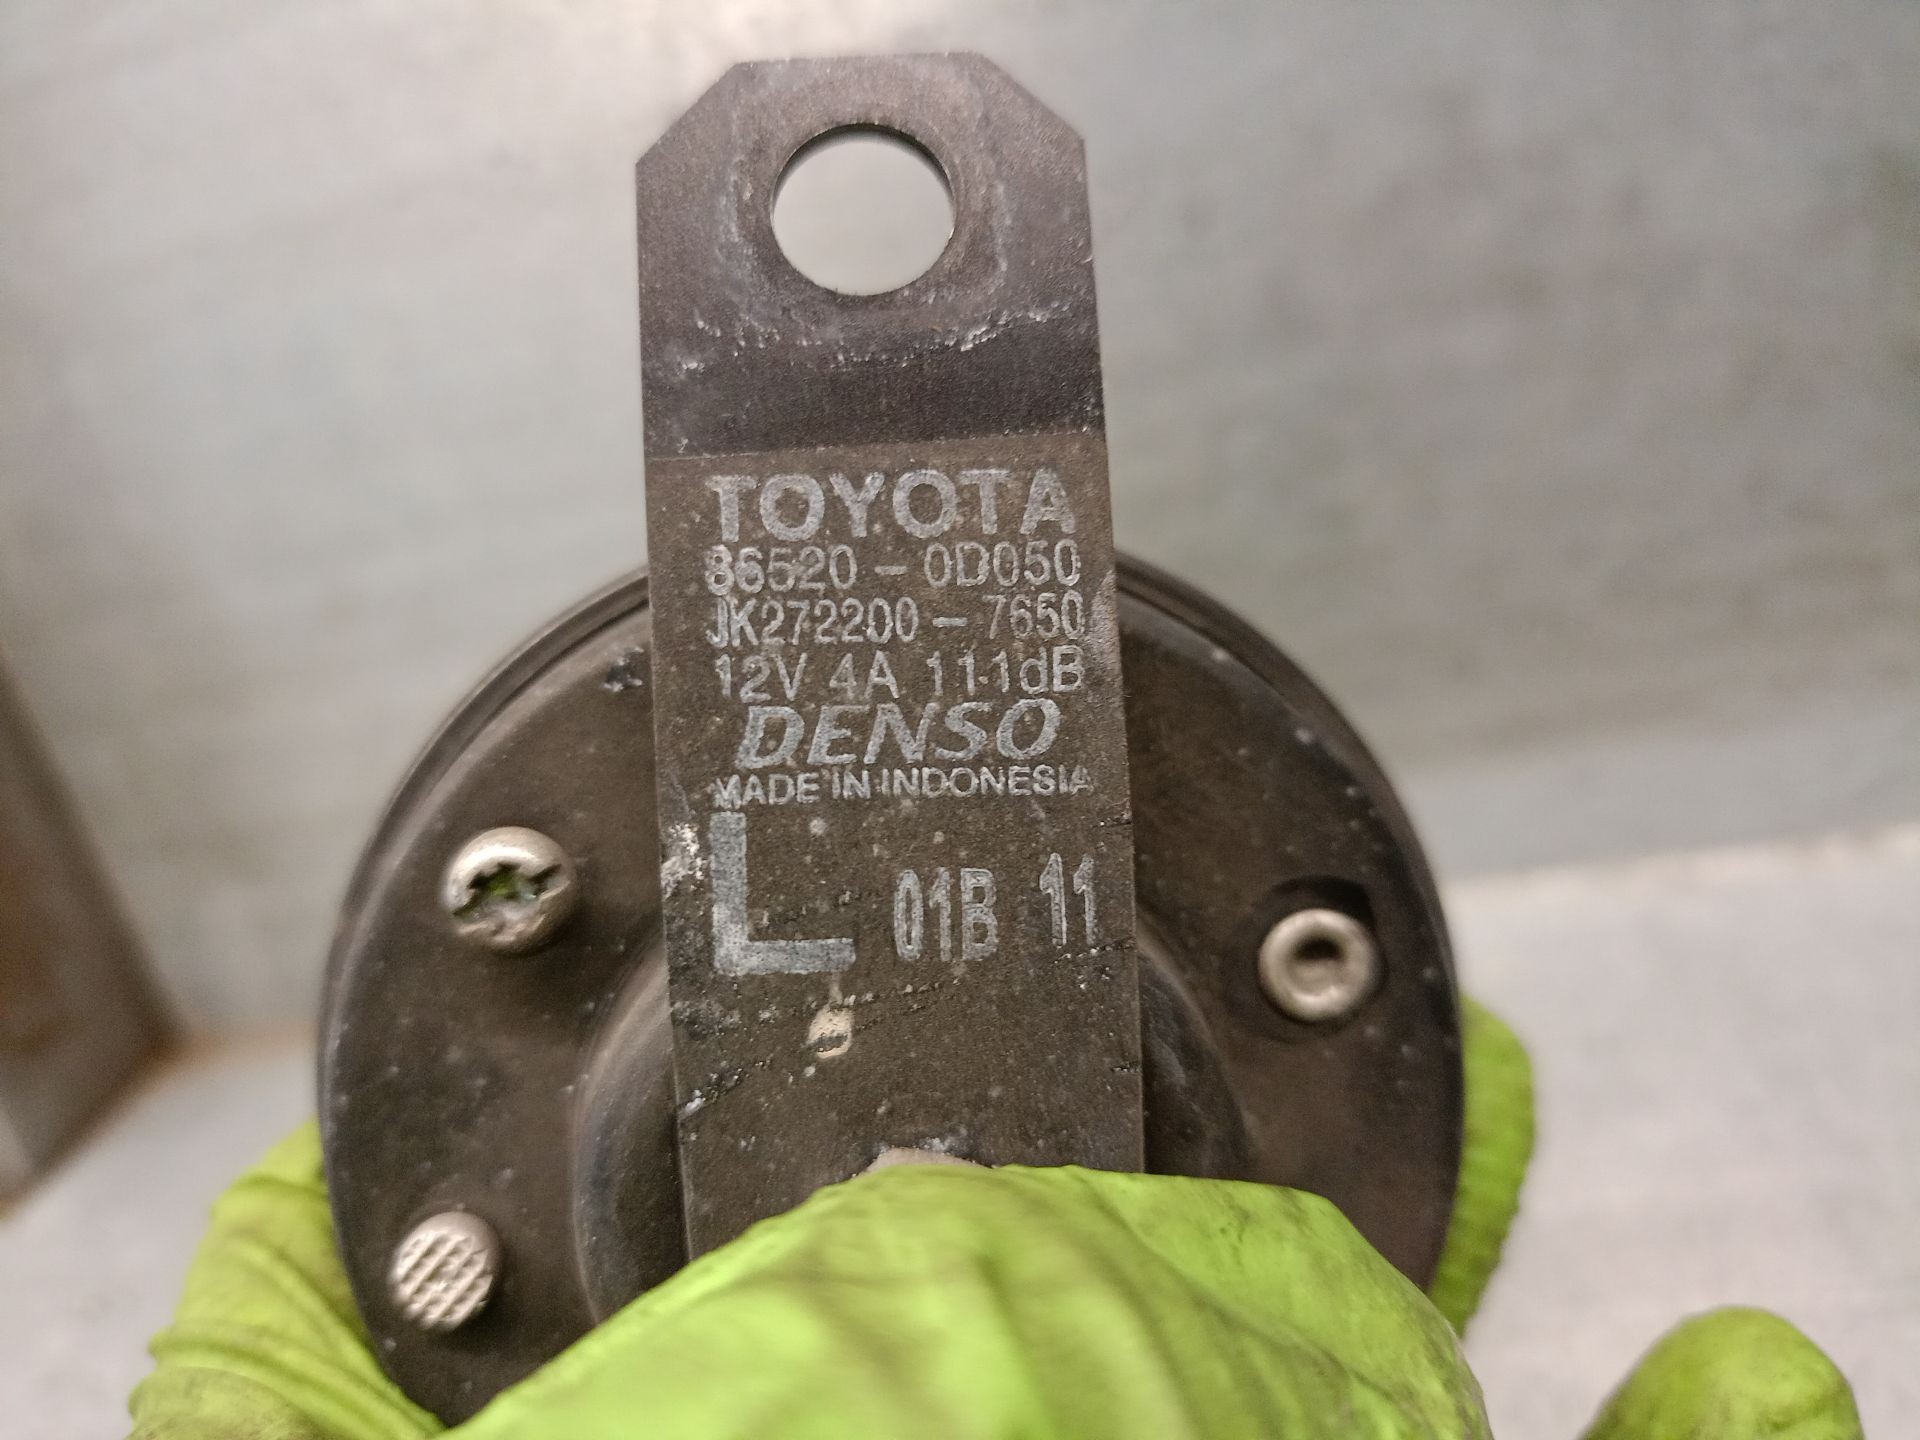 TOYOTA
86520-0D050
JK272200-7650
12V 4A 111dB
DENSO
MADE IN INDONESIA
L 01B 11